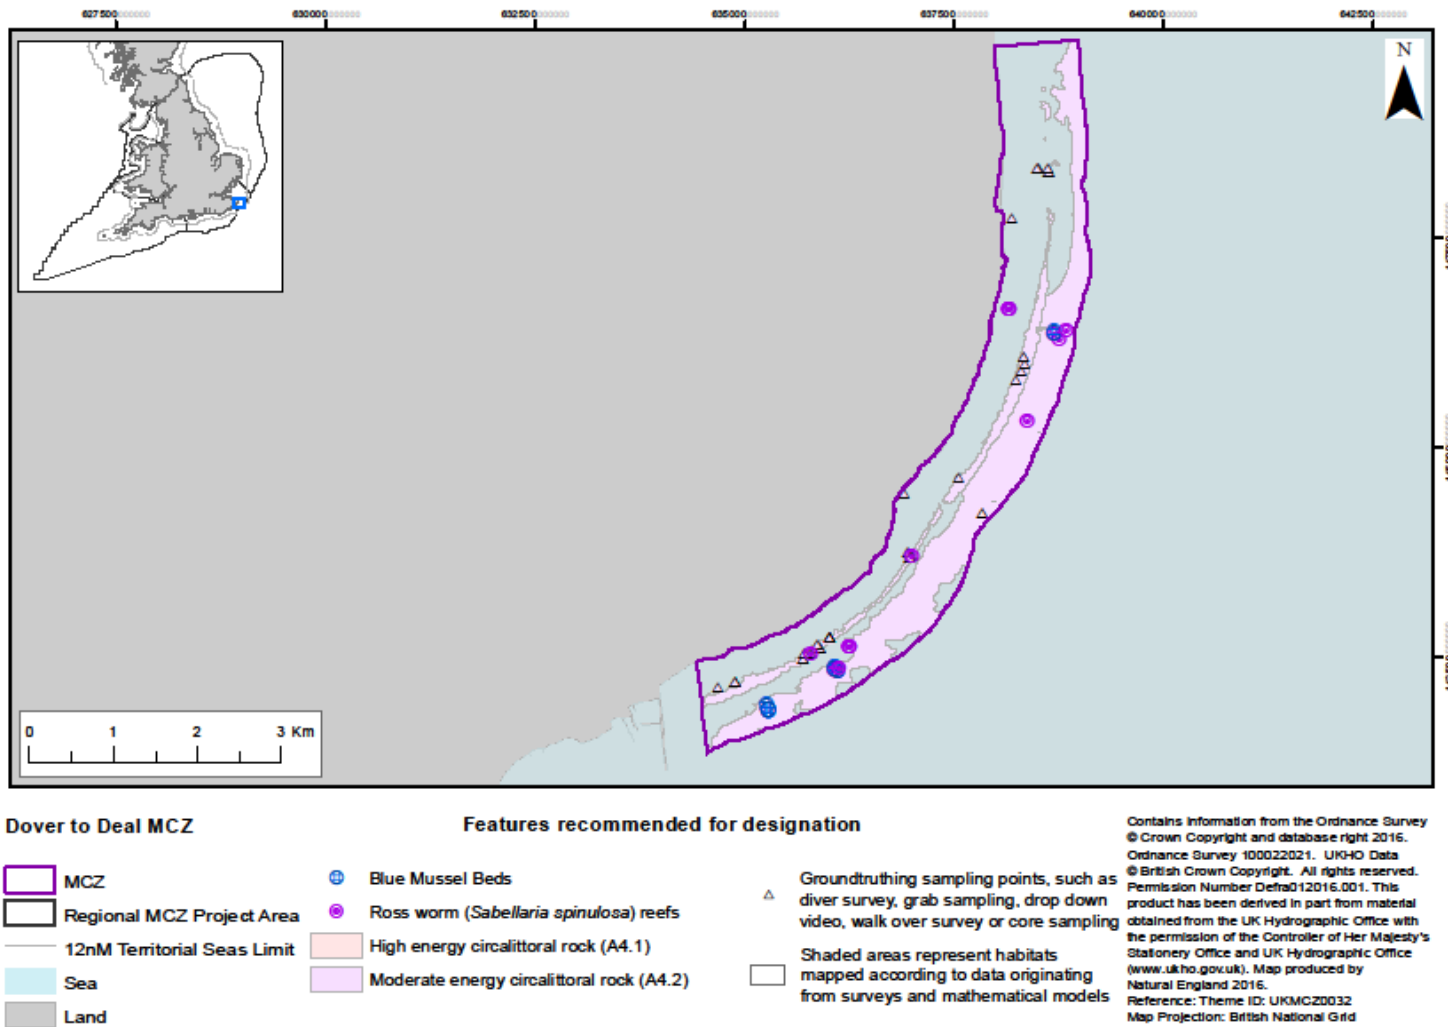 627500 630000 632500 635000 637500 640000 642500
N
0 1 2 3 Km
Dover to Deal MCZ
MCZ
Regional MCZ Project Area
12nM Territorial Seas Limit
Sea
Land
Features recommended for designation
Blue Mussel Beds
Ross worm (Sabellaria spinulosa) reefs
High energy circalittoral rock (A4.1)
Moderate energy circalittoral rock (A4.2)
Groundtruthing sampling points, such as
diver survey, grab sampling, drop down
video, walk over survey or core sampling
Shaded areas represent habitats
mapped according to data originating
from surveys and mathematical models
Contains information from the Ordnance Survey
© Crown Copyright and database right 2016.
Ordnance Survey 100022021. UKHO Data
© British Crown Copyright. All rights reserved.
Permission Number Defra012016.001. This
product has been derived in part from material
obtained from the UK Hydrographic Office with
the permission of the Controller of Her Majesty's
Stationery Office and UK Hydrographic Office
(www.ukho.gov.uk). Map produced by
Natural England 2016.
Reference: Theme ID: UKMCZ0032
Map Projection: British National Grid